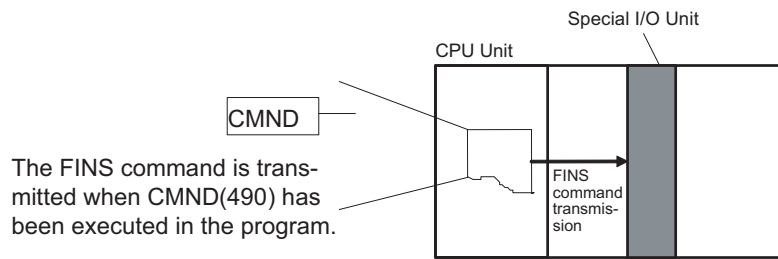 Special I/O Unit
CPU Unit
CMND
The FINS command is trans-
mitted when CMND(490) has
been executed in the program.
FINS
command
transmis-
sion